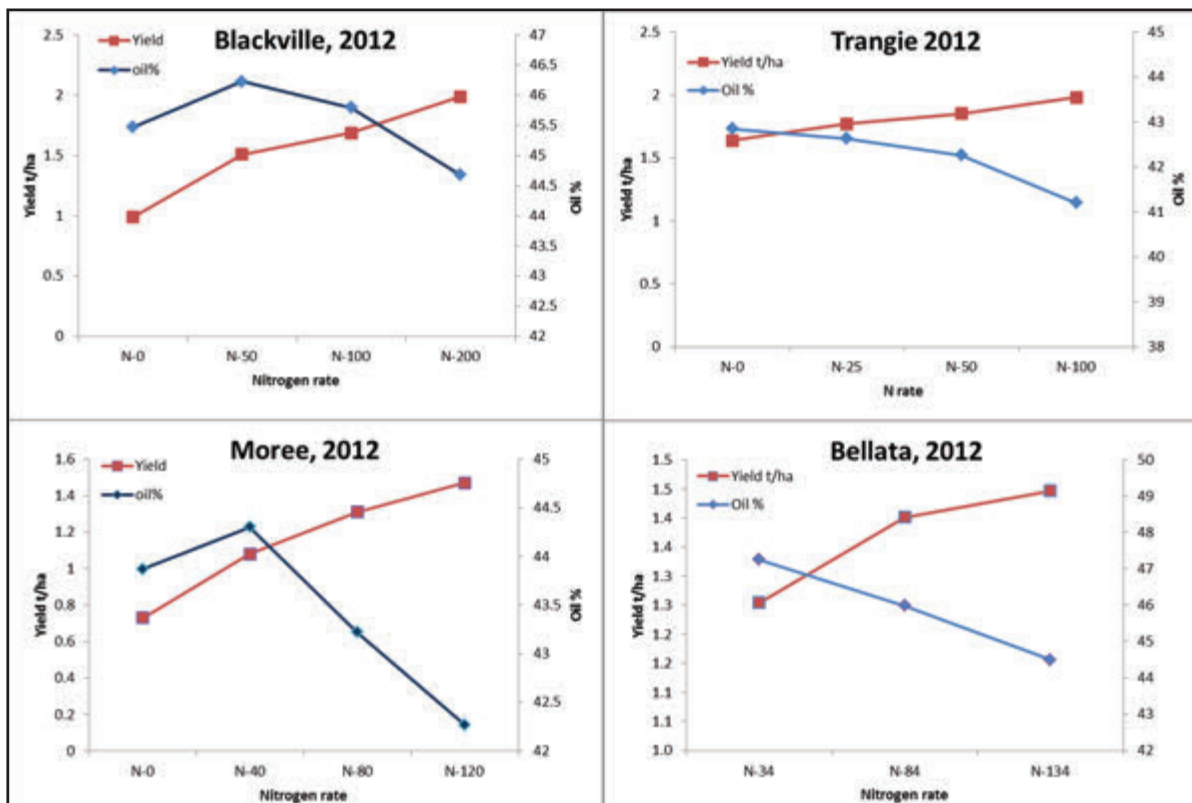 Blackville, 2012
Yield
oil%
2.5
2
1.5
1
0.5
0
Yield t/ha
47
46.5
46
45.5
45
44.5
44
43.5
43
42.5
42
Oil %
N-0 N-50 N-100 N-200
Nitrogen rate
Trangie 2012
Yield t/ha
Oil %
2.5
2
1.5
1
0.5
0
Yield t/ha
45
44
43
42
41
40
39
38
Oil %
N-0 N-25 N-50 N-100
N rate
Moree, 2012
Yield
oil%
1.6
1.4
1.2
1
0.8
0.6
0.4
0.2
0
Yield t/ha
45
44.5
44
43.5
43
42.5
42
Oil %
N-0 N-40 N-80 N-120
Nitrogen rate
Bellata, 2012
Yield t/ha
Oil %
1.5
1.5
1.4
1.4
1.3
1.3
1.2
1.2
1.1
1.1
1.0
Yield t/ha
50
49
48
47
46
45
44
43
42
N-34 N-84 N-134
Nitrogen rate